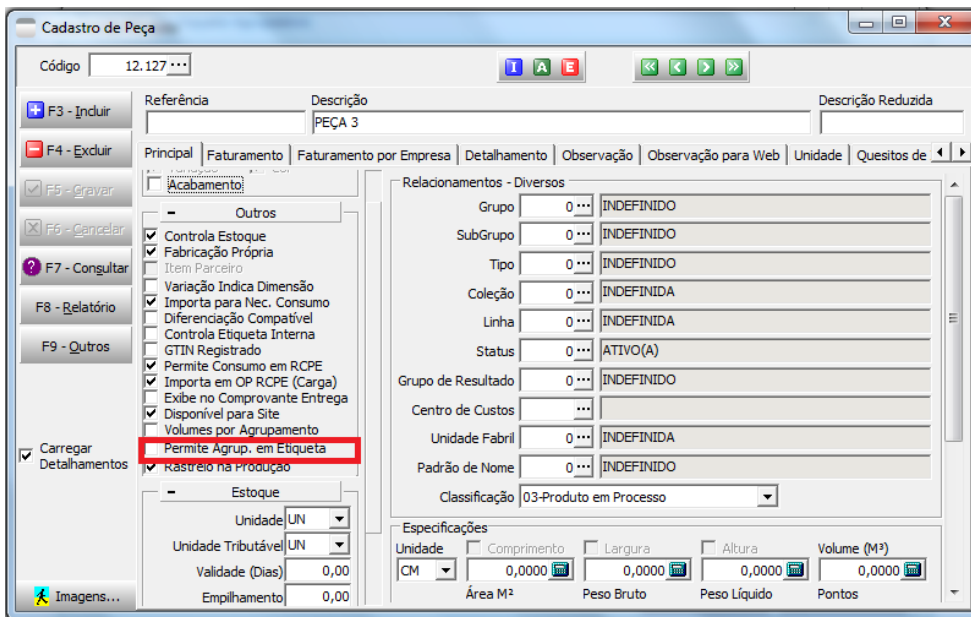 Cadastro de Peça
Código 12.127 ...
I A E
F3 - Incluir
F4 - Excluir
F5 - Gravar
F6 - Cancelar
F7 - Consultar
F8 - Relatório
F9 - Outros
Carregar
Detalhamentos
Imagens...
Referência Descrição Descrição Reduzida
PEÇA 3
Principal Faturamento Faturamento por Empresa Detalhamento Observação Observação para Web Unidade Quesitos de
Variação Cor
Acabamento
Outros
Controla Estoque
Fabricação Própria
Item Parceiro
Variação Indica Dimensão
Importa para Nec. Consumo
Diferenciação Compatível
Controla Etiqueta Interna
GTIN Registrado
Permite Consumo em RCPE
Importa em OP RCPE (Carga)
Exibe no Comprovante Entrega
Disponível para Site
Volumes por Agrupamento
Permite Agrup. em Etiqueta
Rastreio na Produção
Estoque
Unidade UN
Unidade Tributável UN
Validade (Dias) 0,00
Empilhamento 0,00
Relacionamentos - Diversos
Grupo 0 ... INDEFINIDO
SubGrupo 0 ... INDEFINIDO
Tipo 0 ... INDEFINIDO
Coleção 0 ... INDEFINIDA
Linha 0 ... INDEFINIDA
Status 0 ... ATIVO(A)
Grupo de Resultado 0 ... INDEFINIDO
Centro de Custos ...
Unidade Fabril 0 ... INDEFINIDA
Padrão de Nome 0 ... INDEFINIDO
Classificação 03-Produto em Processo
Especificações
Unidade Comprimento Largura Altura Volume (M³)
CM 0,0000 0,0000 0,0000 0,0000
Área M² Peso Bruto Peso Líquido Pontos